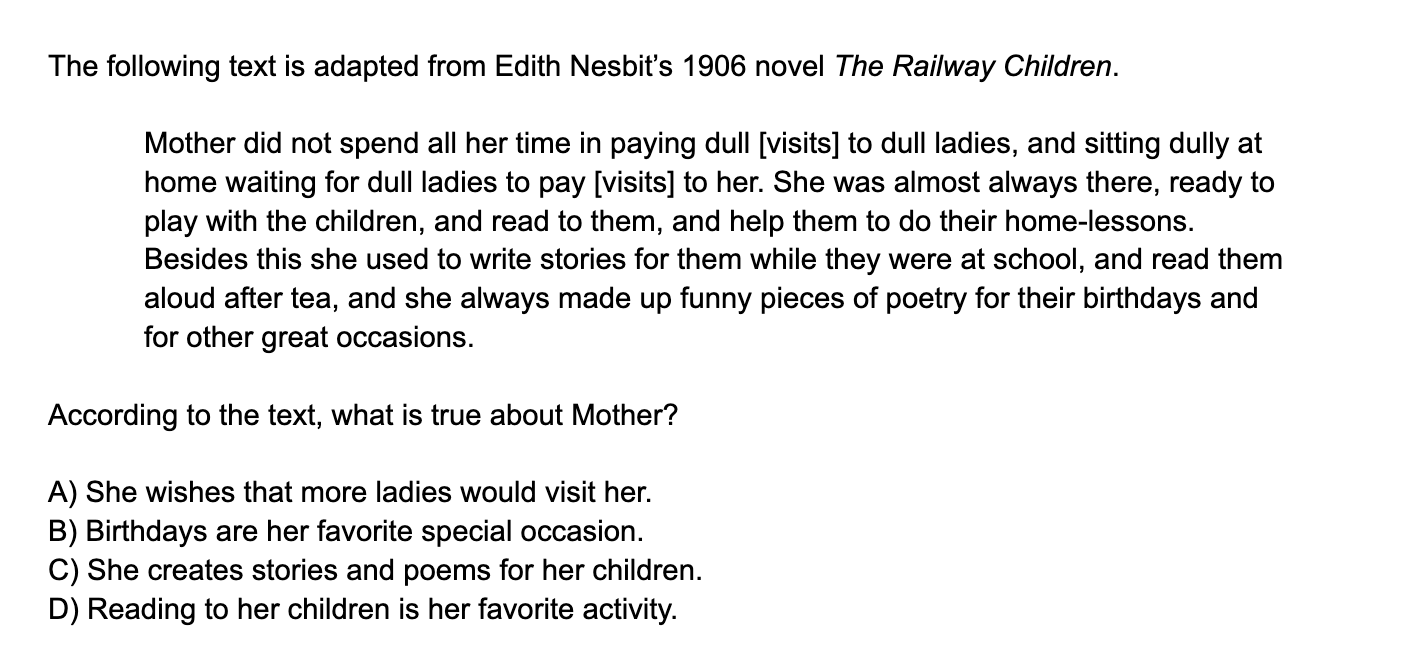 The following text is adapted from Edith Nesbit’s 1906 novel The Railway Children.
Mother did not spend all her time in paying dull [visits] to dull ladies, and sitting dully at
home waiting for dull ladies to pay [visits] to her. She was almost always there, ready to
play with the children, and read to them, and help them to do their home-lessons.
Besides this she used to write stories for them while they were at school, and read them
aloud after tea, and she always made up funny pieces of poetry for their birthdays and
for other great occasions.
According to the text, what is true about Mother?
A) She wishes that more ladies would visit her.
B) Birthdays are her favorite special occasion.
C) She creates stories and poems for her children.
D) Reading to her children is her favorite activity.